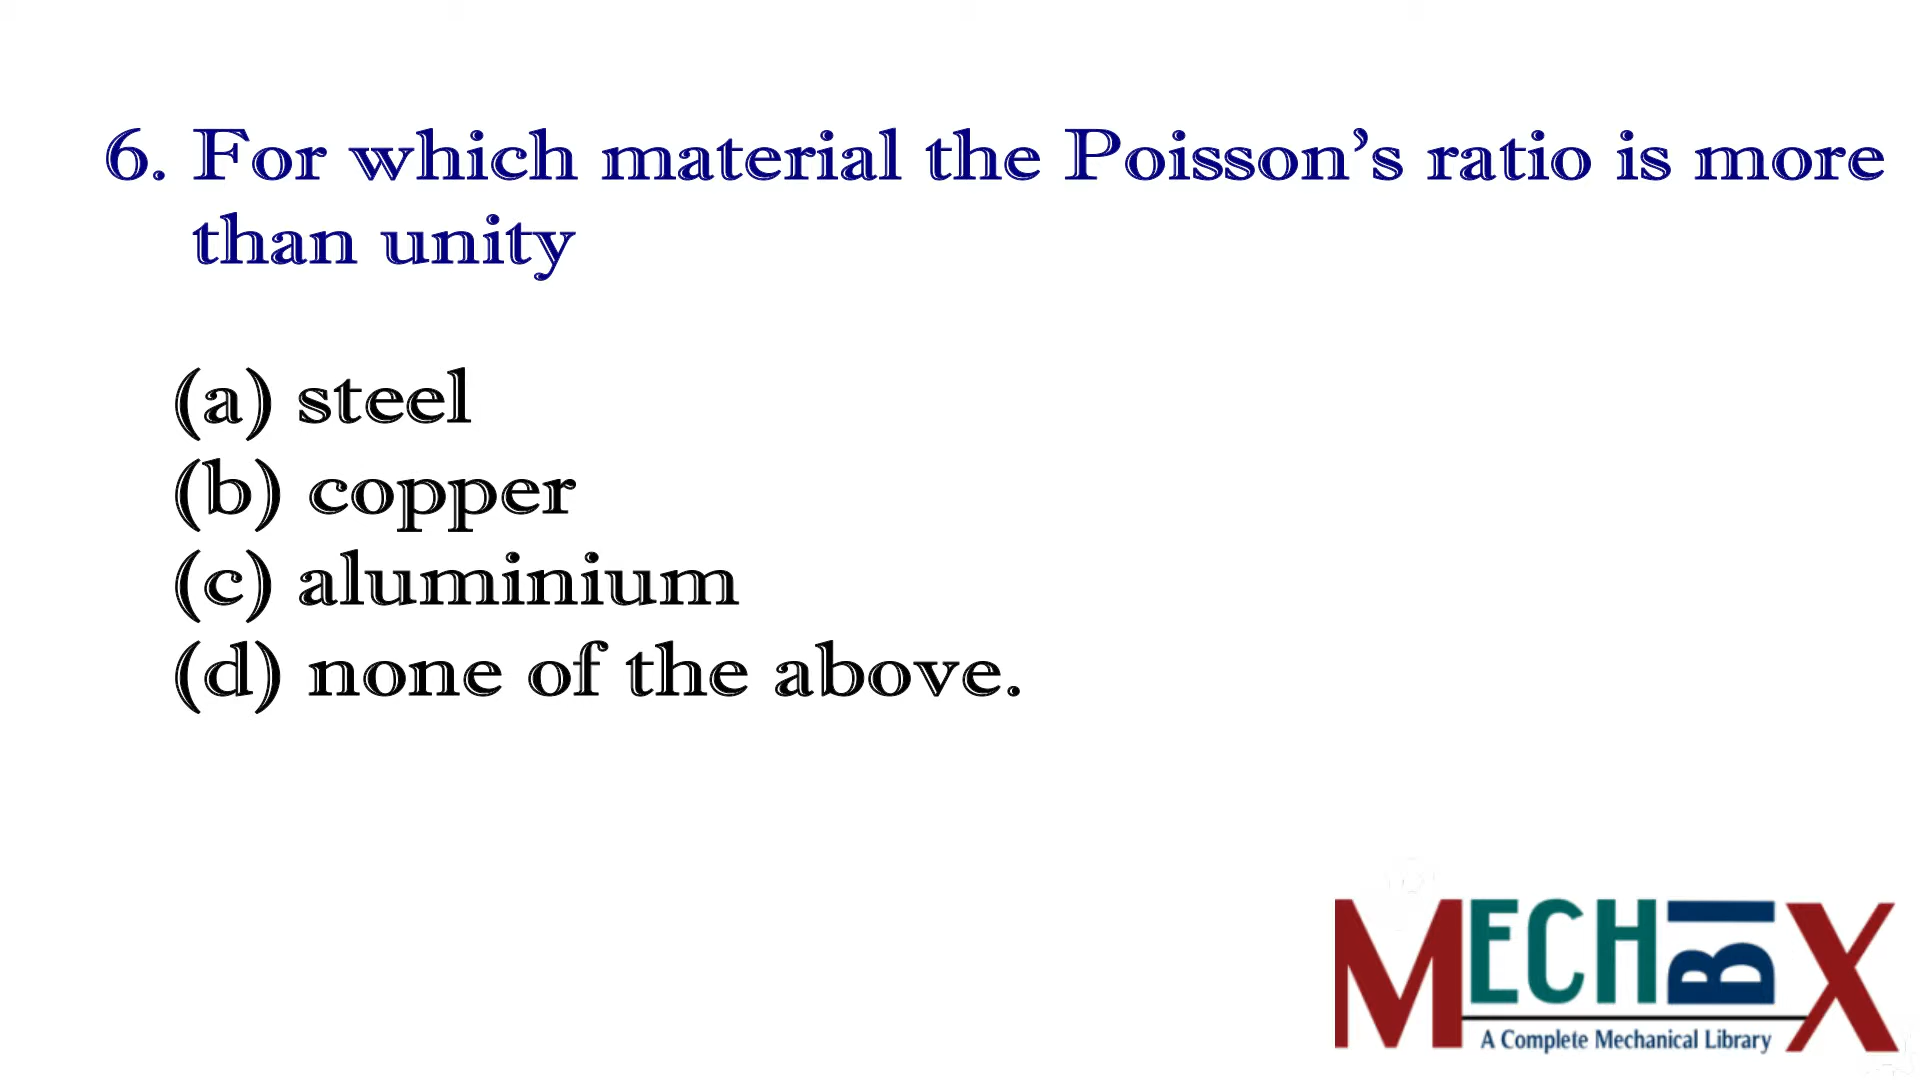 6. For which material the Poisson’s ratio is more
than unity
(a) steel
(b) copper
(c) aluminium
(d) none of the above.
MECHBIX
A Complete Mechanical Library